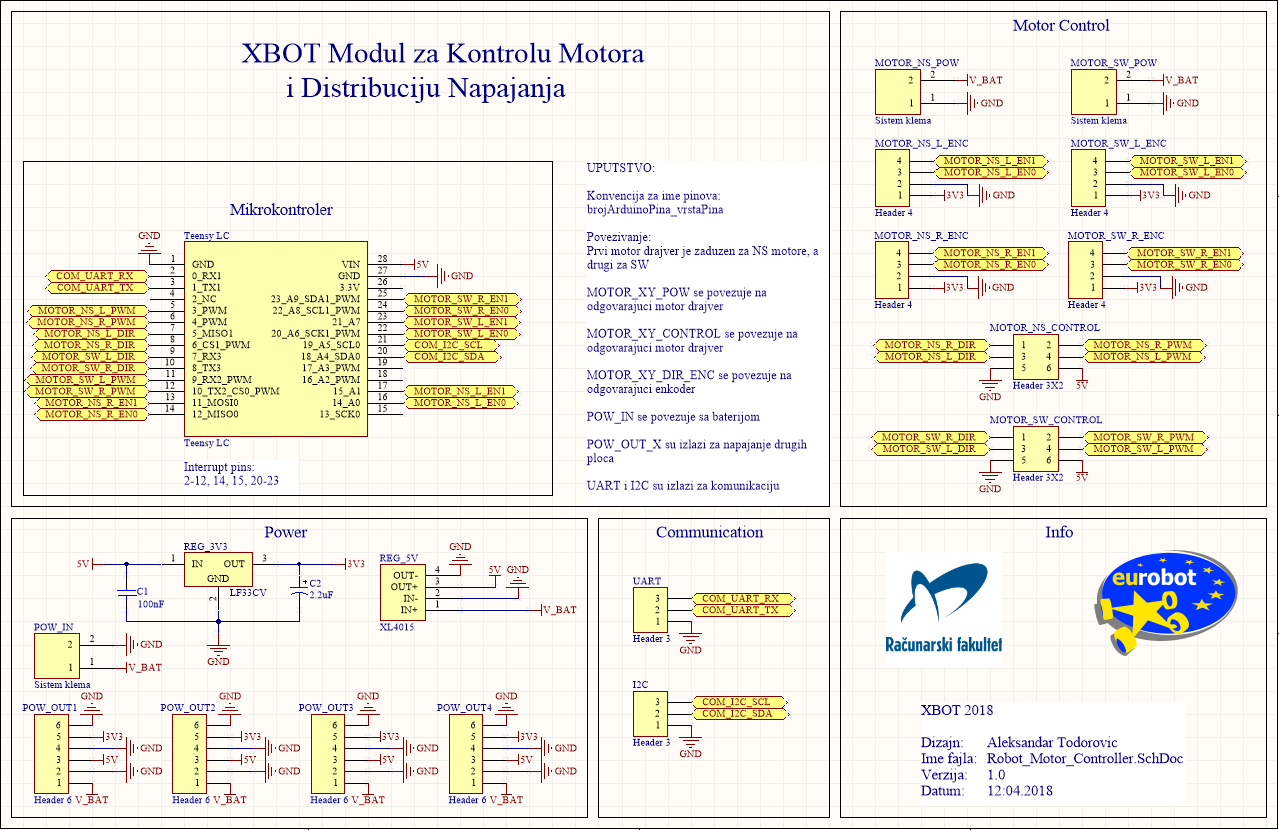 XBOT Modul za Kontrolu Motora
i Distribuciju Napajanja
Mikrokontroler
Teensy LC
GND
1 GND VIN 28 5V
COM_UART_RX 2 0_RX1 GND 27 GND
COM_UART_TX 3 1_TX1 3.3V 26
4 2_NC 23_A9_SDA1_PWM 25 MOTOR_SW_R_EN1
MOTOR_NS_L_PWM 5 3_PWM 22_A8_SCL1_PWM 24 MOTOR_SW_R_EN0
MOTOR_NS_R_PWM 6 4_PWM 21_A7 23 MOTOR_SW_L_EN1
MOTOR_NS_L_DIR 7 5_MISO1 20_A6_SCK1_PWM 22 MOTOR_SW_L_EN0
MOTOR_NS_R_DIR 8 6_CS1_PWM 19_A5_SCL0 21 COM_I2C_SCL
MOTOR_SW_L_DIR 9 7_RX3 18_A4_SDA0 20 COM_I2C_SDA
MOTOR_SW_R_DIR 10 8_TX3 17_A3_PWM 19
MOTOR_SW_L_PWM 11 9_RX2_PWM 16_A2_PWM 18
MOTOR_SW_R_PWM 12 10_TX2_CS0_PWM 15_A1 17 MOTOR_NS_L_EN1
MOTOR_NS_R_EN1 13 11_MOSI0 14_A0 16 MOTOR_NS_L_EN0
MOTOR_NS_R_EN0 14 12_MISO0 13_SCK0 15
Teensy LC
Interrupt pins:
2-12, 14, 15, 20-23
UPUTSTVO:
Konvencija za ime pinova:
brojArduinoPina_vrstaPina
Povezivanje:
Prvi motor drajver je zaduzen za NS motore, a
drugi za SW
MOTOR_XY_POW se povezuje na
odgovarajuci motor drajver
MOTOR_XY_CONTROL se povezuje na
odgovarajuci motor drajver
MOTOR_XY_DIR_ENC se povezuje na
odgovarajuci enkoder
POW_IN se povezuje sa baterijom
POW_OUT_X su izlazi za napajanje drugih
ploca
UART i I2C su izlazi za komunikaciju
Motor Control
MOTOR_NS_POW
2 2 V_BAT
1 1 GND
Sistem klema
MOTOR_SW_POW
2 2 V_BAT
1 1 GND
Sistem klema
MOTOR_NS_L_ENC
4 MOTOR_NS_L_EN1
3 MOTOR_NS_L_EN0
2 GND
1 3V3
Header 4
MOTOR_SW_L_ENC
4 MOTOR_SW_L_EN1
3 MOTOR_SW_L_EN0
2 GND
1 3V3
Header 4
MOTOR_NS_R_ENC
4 MOTOR_NS_R_EN1
3 MOTOR_NS_R_EN0
2 GND
1 3V3
Header 4
MOTOR_SW_R_ENC
4 MOTOR_SW_R_EN1
3 MOTOR_SW_R_EN0
2 GND
1 3V3
Header 4
MOTOR_NS_CONTROL
MOTOR_NS_R_DIR 1 2 MOTOR_NS_R_PWM
MOTOR_NS_L_DIR 3 4 MOTOR_NS_L_PWM
5 6
GND Header 3X2 5V
MOTOR_SW_CONTROL
MOTOR_SW_R_DIR 1 2 MOTOR_SW_R_PWM
MOTOR_SW_L_DIR 3 4 MOTOR_SW_L_PWM
5 6
GND Header 3X2 5V
Power
REG_3V3
5V 1 IN OUT 3 3V3
GND
LF33CV
2
C1
100nF
C2
2.2uF
GND
REG_5V
GND
OUT- 4
OUT+ 3 5V
IN- 2 GND
IN+ 1 V_BAT
XL4015
POW_IN
2 2 GND
1 1 V_BAT
Sistem klema
POW_OUT1
GND
6
5 3V3
4 GND
3 5V
2 GND
1
Header 6 V_BAT
POW_OUT2
GND
6
5 3V3
4 GND
3 5V
2 GND
1
Header 6 V_BAT
POW_OUT3
GND
6
5 3V3
4 GND
3 5V
2 GND
1
Header 6 V_BAT
POW_OUT4
GND
6
5 3V3
4 GND
3 5V
2 GND
1
Header 6 V_BAT
Communication
UART
3 COM_UART_RX
2 COM_UART_TX
1
Header 3
GND
I2C
3 COM_I2C_SCL
2 COM_I2C_SDA
1
Header 3
GND
Info
Računarski fakultet
eurobot
XBOT 2018
Dizajn: Aleksandar Todorovic
Ime fajla: Robot_Motor_Controller.SchDoc
Verzija: 1.0
Datum: 12.04.2018